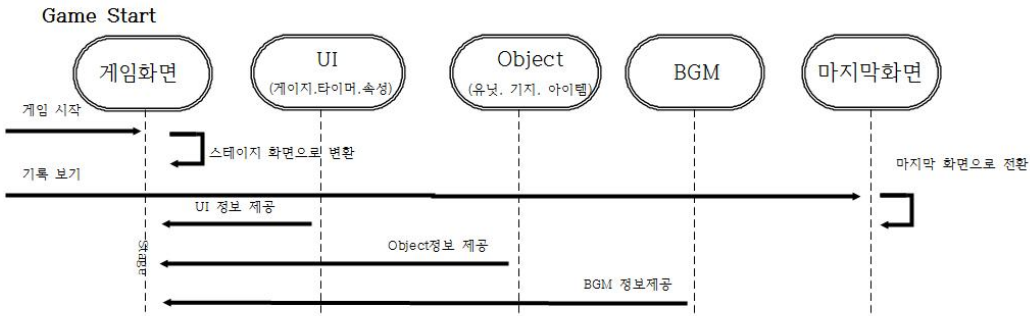 Game Start
게임화면
UI
(게이지.타이머.속성)
Object
(유닛. 기지. 아이템)
BGM
마지막화면
게임 시작
스테이지 화면으로 변환
기록 보기
마지막 화면으로 전환
UI 정보 제공
Stage
Object정보 제공
BGM 정보제공